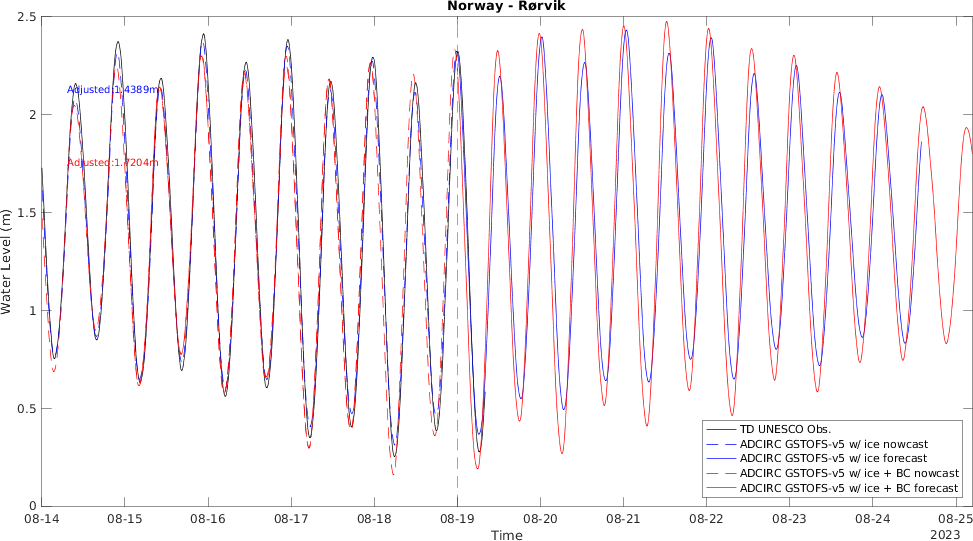 Norway - Rørvik
2.5
2
1.5
1
0.5
0
Water Level (m)
Adjusted:1.4389m
Adjusted:1.7204m
TD UNESCO Obs.
ADCIRC GSTOFS-v5 w/ ice nowcast
ADCIRC GSTOFS-v5 w/ ice forecast
ADCIRC GSTOFS-v5 w/ ice + BC nowcast
ADCIRC GSTOFS-v5 w/ ice + BC forecast
08-14 08-15 08-16 08-17 08-18 08-19 08-20 08-21 08-22 08-23 08-24 08-25
Time
2023